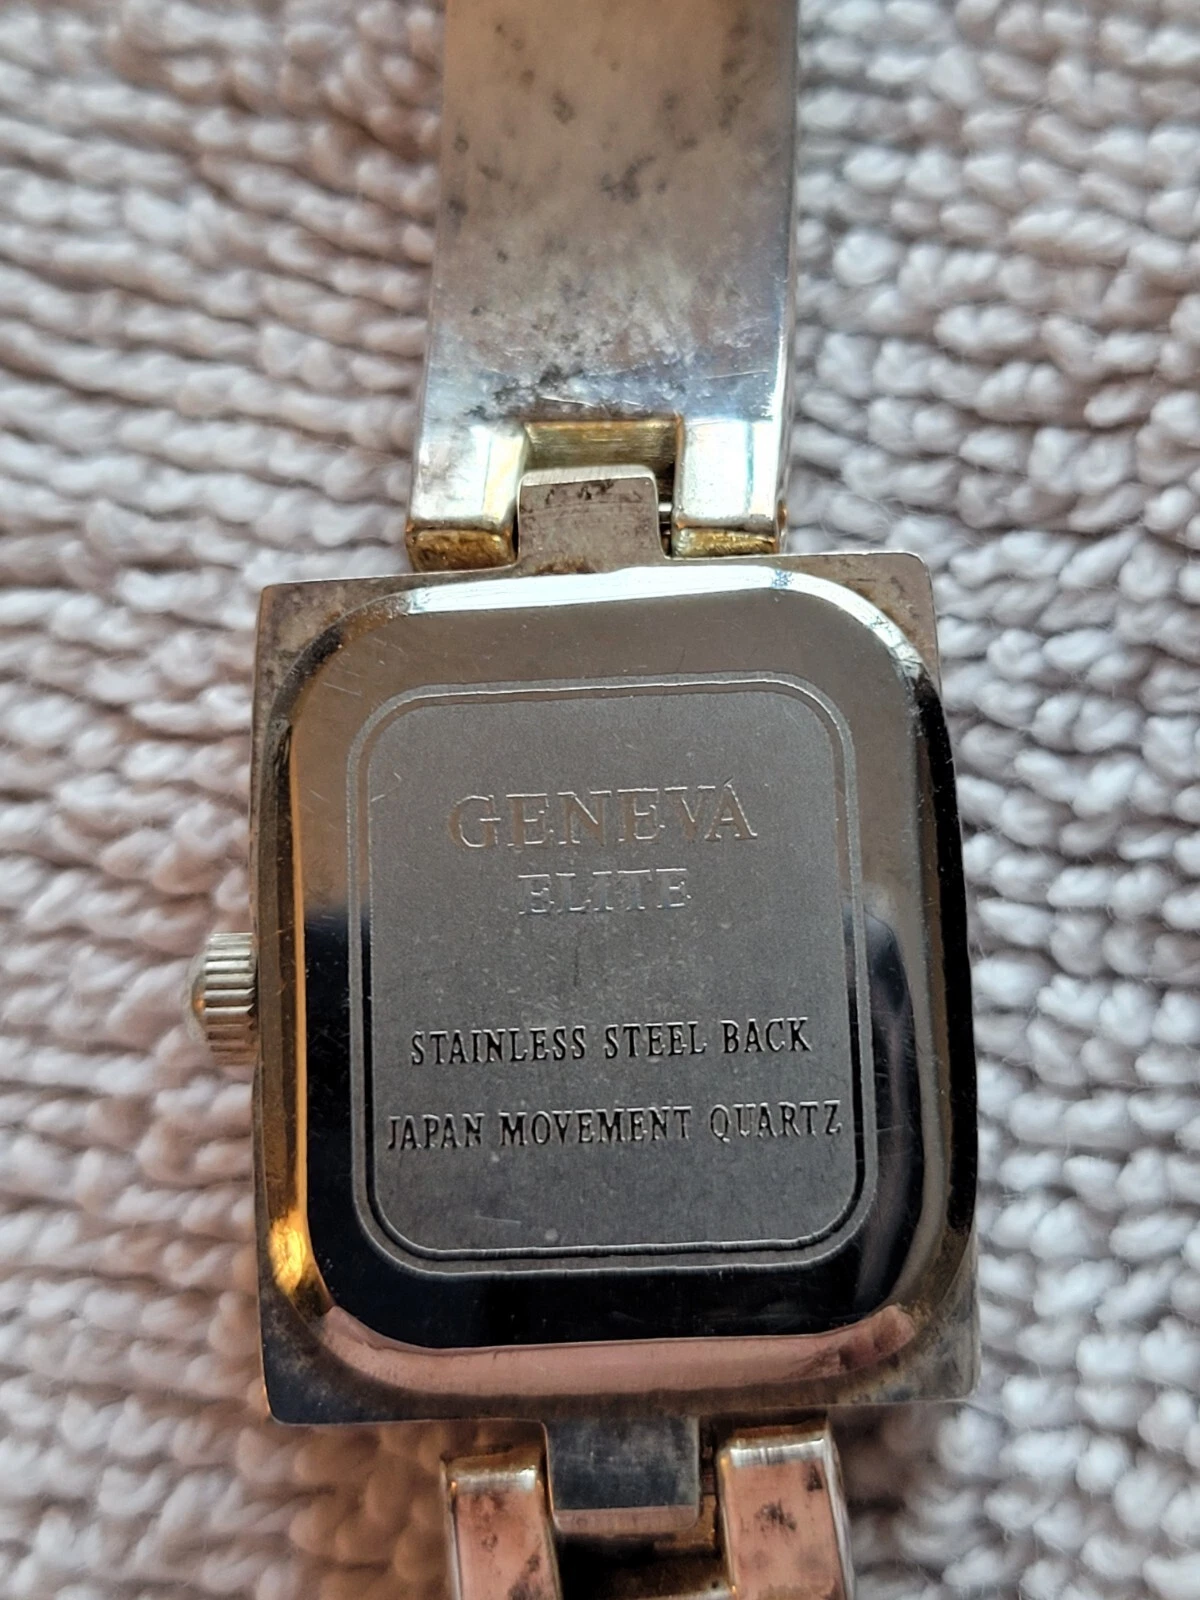 GENEVA
ELITE
STAINLESS STEEL BACK
JAPAN MOVEMENT QUARTZ